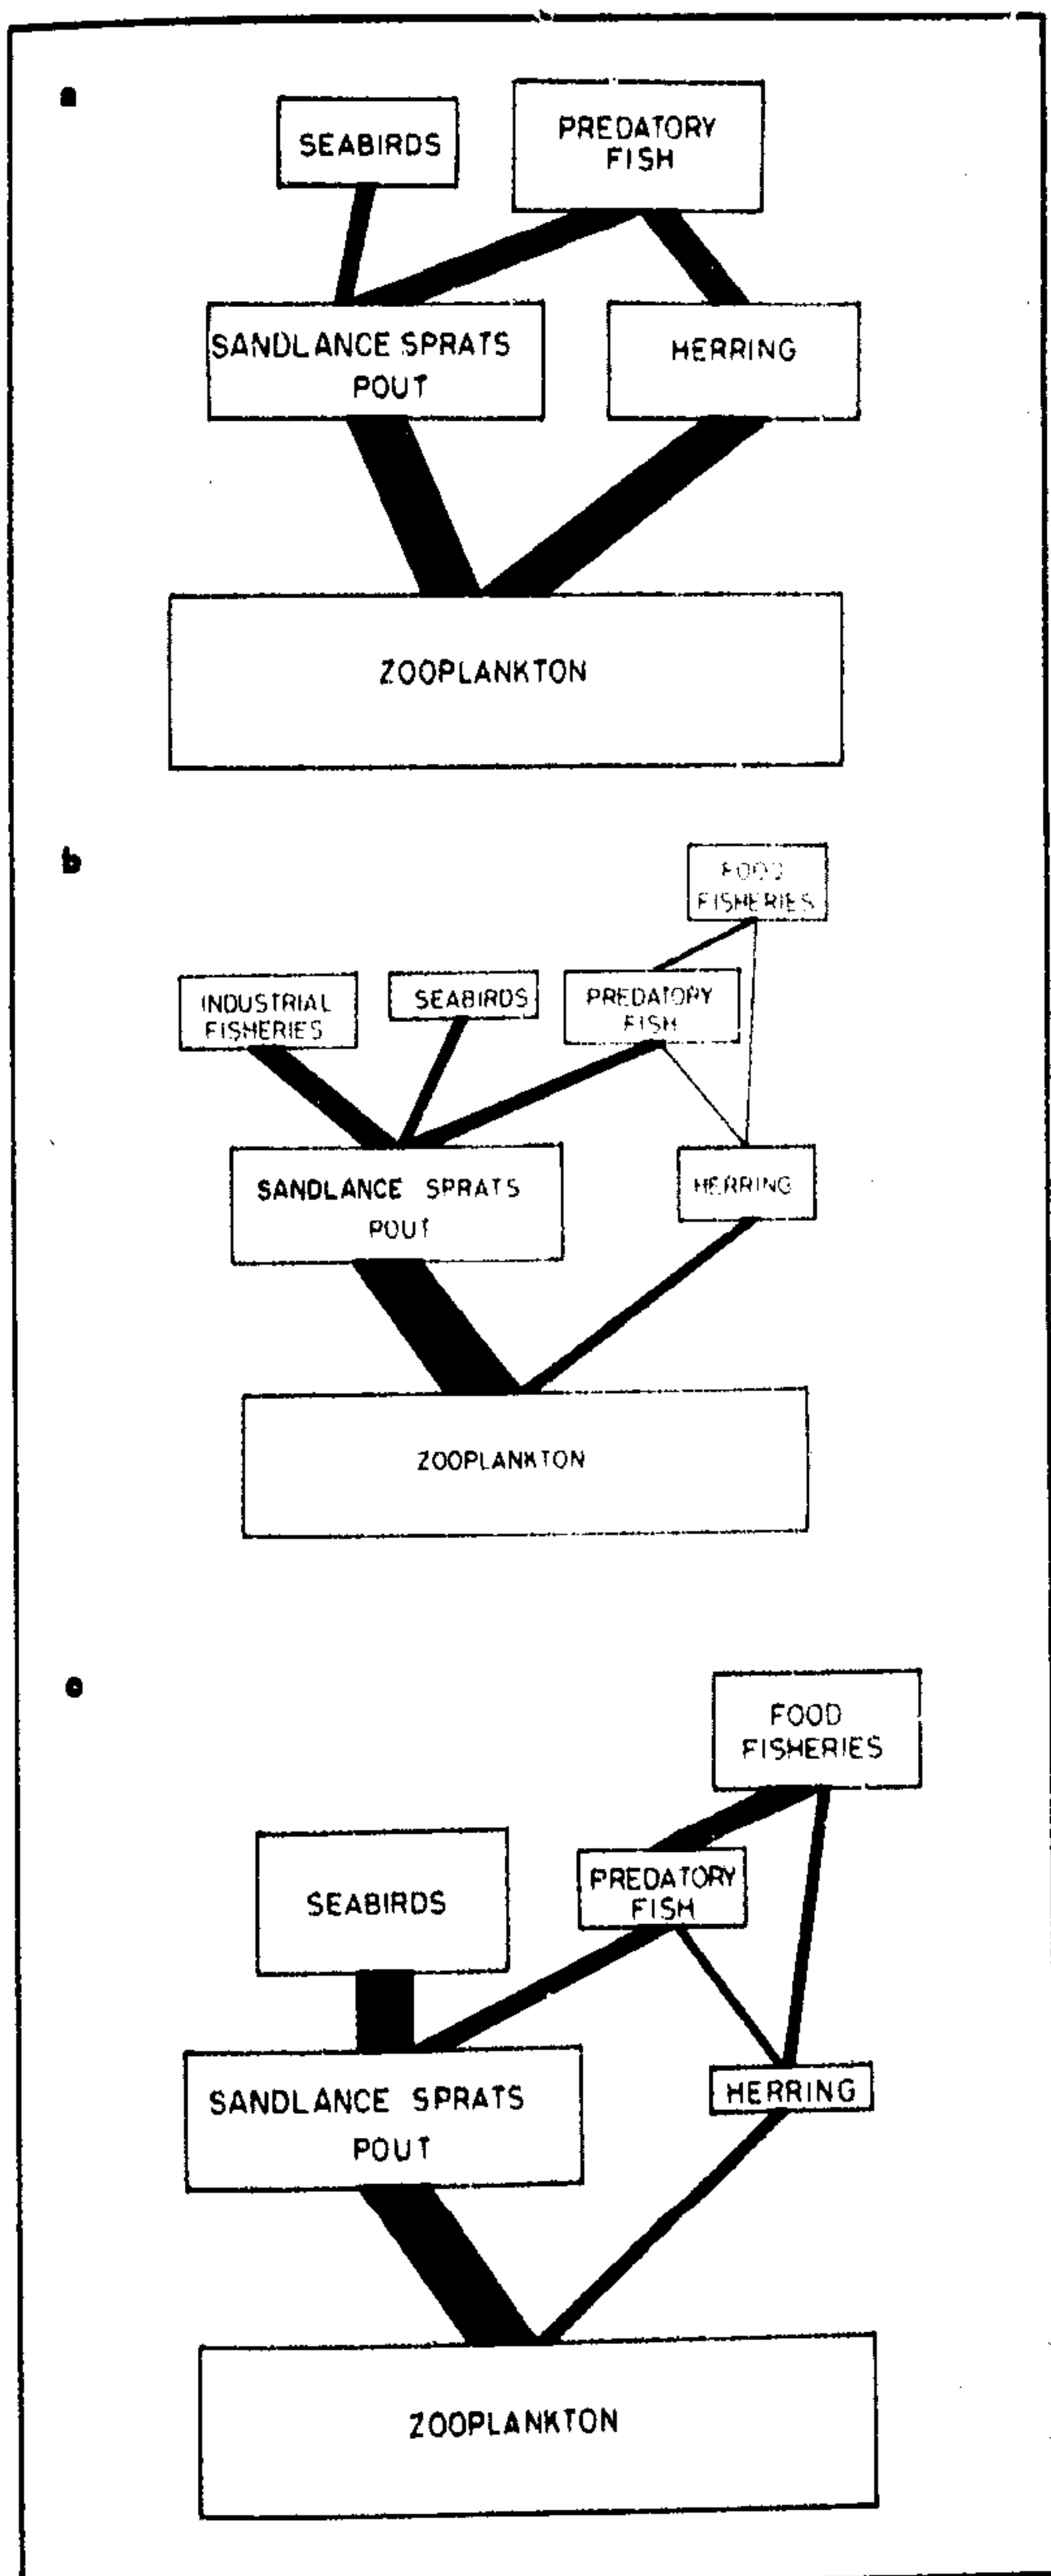 a
SEABIRDS
PREDATORY
FISH
SANDLANCE SPRATS
POUT
HERRING
ZOOPLANKTON
b
FOOD
FISHERIES
INDUSTRIAL
FISHERIES
SEABIRDS
PREDATORY
FISH
SANDLANCE SPRATS
POUT
HERRING
ZOOPLANKTON
c
FOOD
FISHERIES
SEABIRDS
PREDATORY
FISH
SANDLANCE SPRATS
POUT
HERRING
ZOOPLANKTON